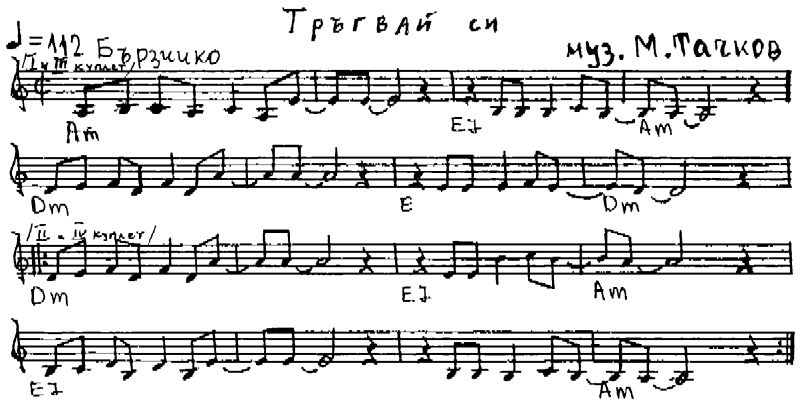 Тръгвай си
♩=112 Бързичко
муз. М. Тачков
/I и III куплет/
Am E7 Am
Dm E Dm
/II и IV куплет/
Dm E7 Am
E7 Am